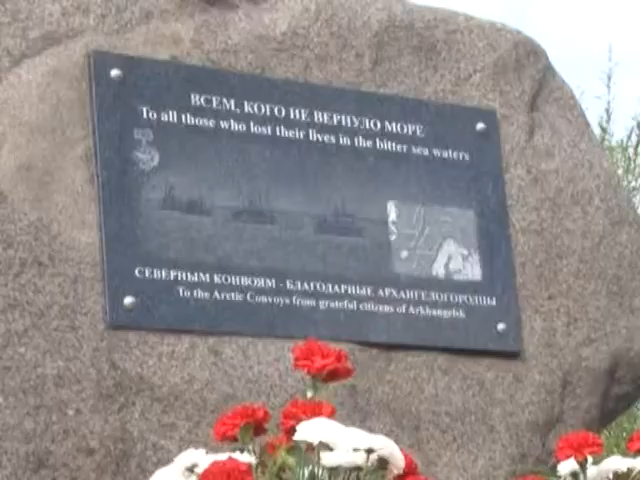 ВСЕМ, КОГО НЕ ВЕРНУЛО МОРЕ
To all those who lost their lives in the bitter sea waters
СЕВЕРНЫМ КОНВОЯМ - БЛАГОДАРНЫЕ АРХАНГЕЛОГОРОДЦЫ
To the Arctic Convoys from grateful citizens of Arkhangelsk